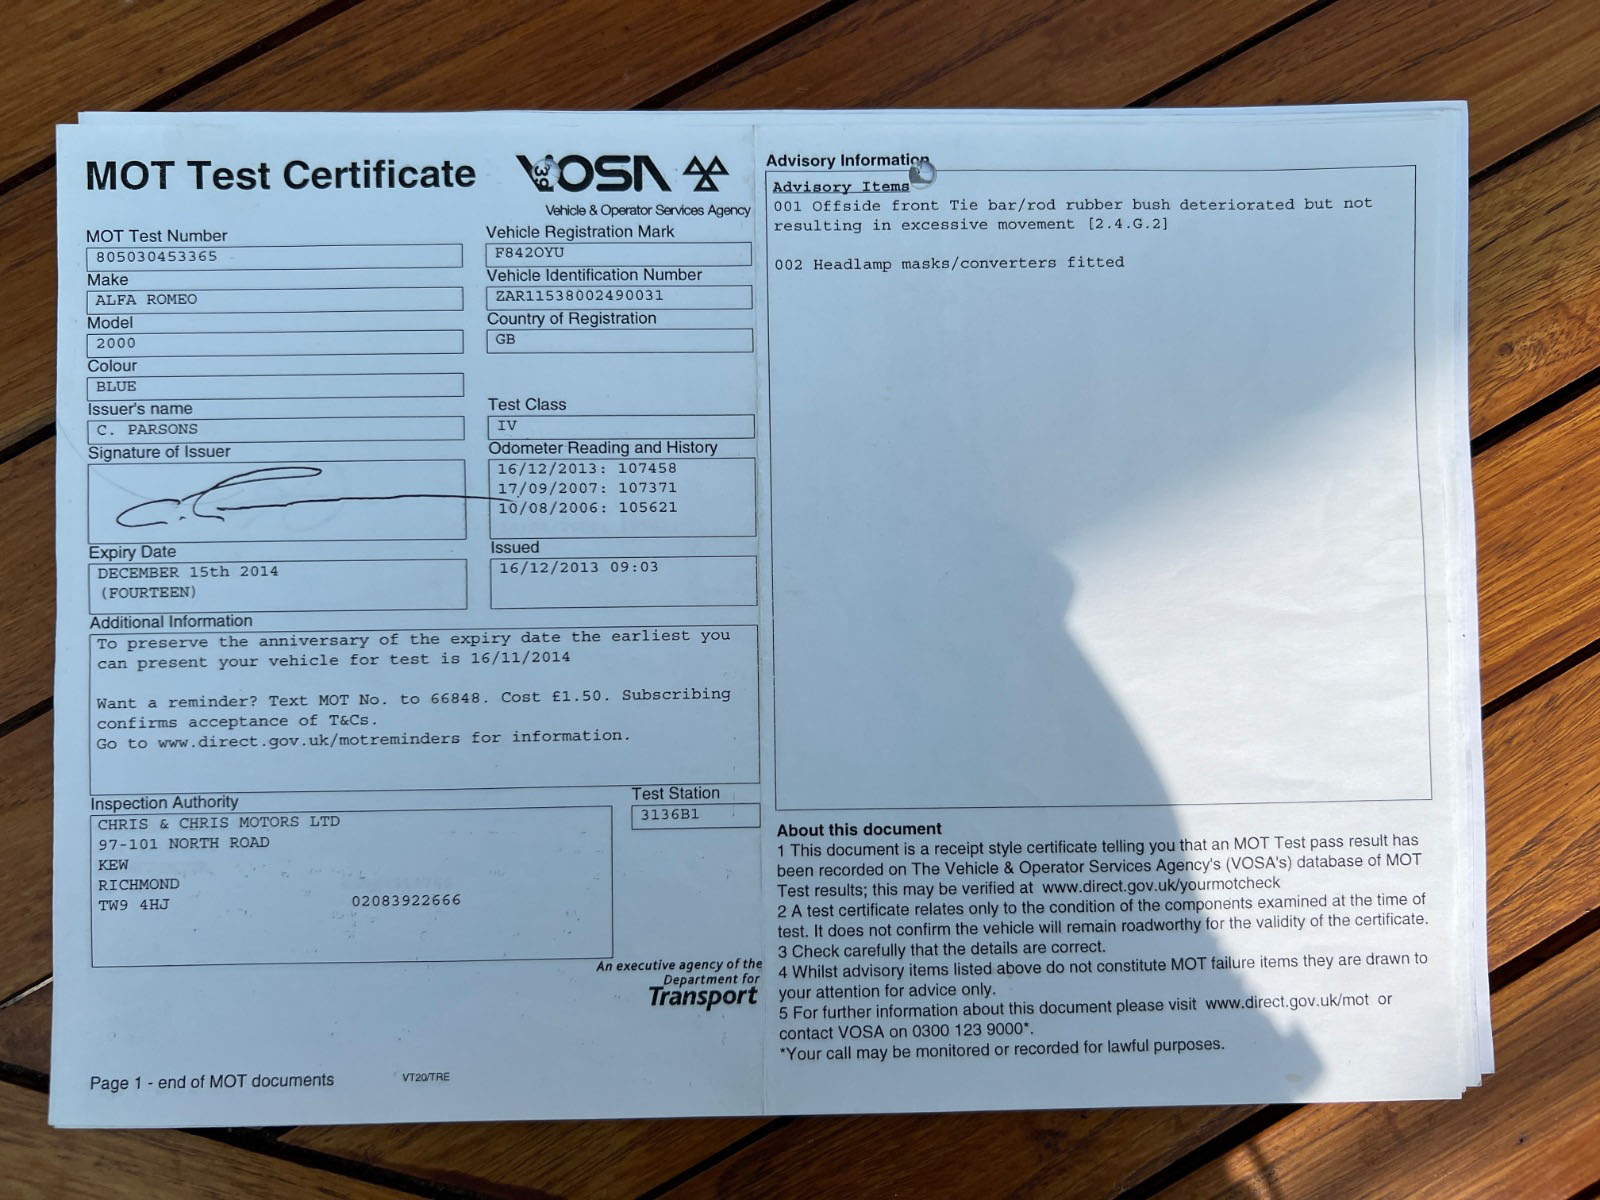 MOT Test Certificate
VOSA
Vehicle & Operator Services Agency
MOT Test Number
805030453365
Make
ALFA ROMEO
Model
2000
Colour
BLUE
Issuer's name
C. PARSONS
Signature of Issuer
Expiry Date
DECEMBER 15th 2014
(FOURTEEN)
Vehicle Registration Mark
F842OYU
Vehicle Identification Number
ZAR11538002490031
Country of Registration
GB
Test Class
IV
Odometer Reading and History
16/12/2013: 107458
17/09/2007: 107371
10/08/2006: 105621
Issued
16/12/2013 09:03
Additional Information
To preserve the anniversary of the expiry date the earliest you
can present your vehicle for test is 16/11/2014
Want a reminder? Text MOT No. to 66848. Cost £1.50. Subscribing
confirms acceptance of T&Cs.
Go to www.direct.gov.uk/motreminders for information.
Inspection Authority
CHRIS & CHRIS MOTORS LTD
97-101 NORTH ROAD
KEW
RICHMOND
TW9 4HJ 02083922666
Test Station
3136B1
An executive agency of the
Department for
Transport
Page 1 - end of MOT documents
VT20/TRE
Advisory Information
Advisory Items
001 Offside front Tie bar/rod rubber bush deteriorated but not
resulting in excessive movement [2.4.G.2]
002 Headlamp masks/converters fitted
About this document
1 This document is a receipt style certificate telling you that an MOT Test pass result has
been recorded on The Vehicle & Operator Services Agency's (VOSA's) database of MOT
Test results; this may be verified at www.direct.gov.uk/yourmotcheck
2 A test certificate relates only to the condition of the components examined at the time of
test. It does not confirm the vehicle will remain roadworthy for the validity of the certificate.
3 Check carefully that the details are correct.
4 Whilst advisory items listed above do not constitute MOT failure items they are drawn to
your attention for advice only.
5 For further information about this document please visit www.direct.gov.uk/mot or
contact VOSA on 0300 123 9000*.
*Your call may be monitored or recorded for lawful purposes.